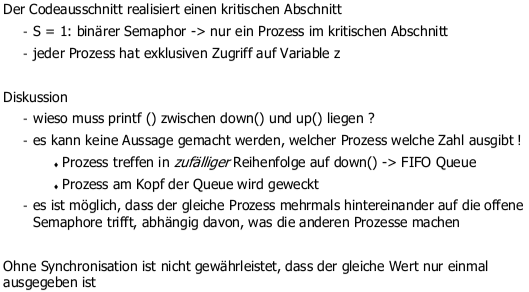 Der Codeausschnitt realisiert einen kritischen Abschnitt
- S = 1: binärer Semaphor -> nur ein Prozess im kritischen Abschnitt
- jeder Prozess hat exklusiven Zugriff auf Variable z
Diskussion
- wieso muss printf () zwischen down() und up() liegen ?
- es kann keine Aussage gemacht werden, welcher Prozess welche Zahl ausgibt !
♦ Prozess treffen in zufälliger Reihenfolge auf down() -> FIFO Queue
♦ Prozess am Kopf der Queue wird geweckt
- es ist möglich, dass der gleiche Prozess mehrmals hintereinander auf die offene
Semaphore trifft, abhängig davon, was die anderen Prozesse machen
Ohne Synchronisation ist nicht gewährleistet, dass der gleiche Wert nur einmal
ausgegeben ist